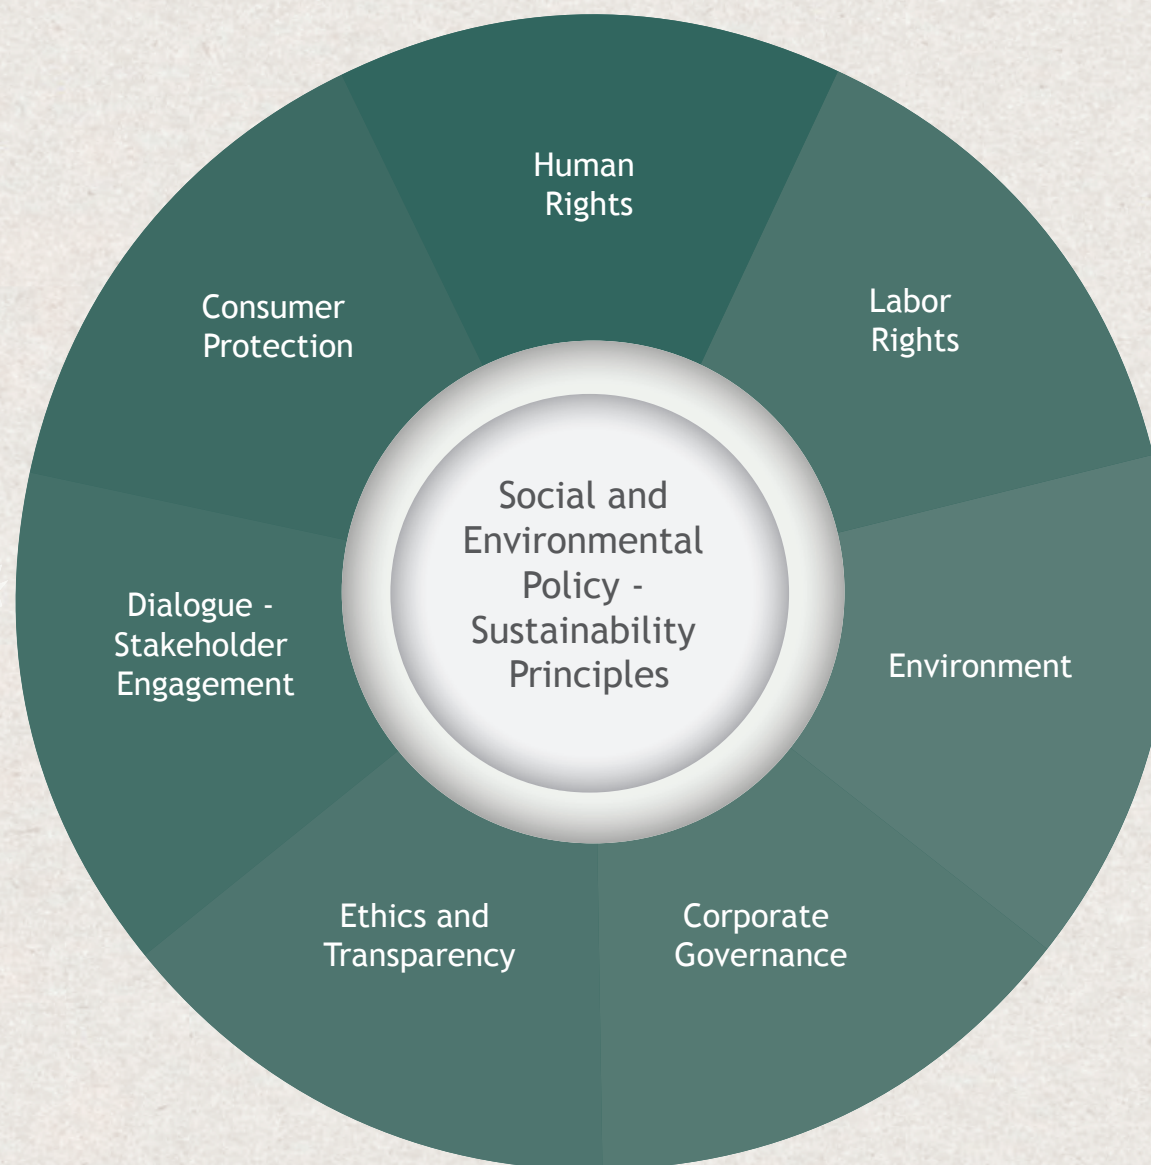 Human
Rights
Labor
Rights
Consumer
Protection
Social and
Environmental
Policy -
Sustainability
Principles
Dialogue -
Stakeholder
Engagement
Environment
Ethics and
Transparency
Corporate
Governance